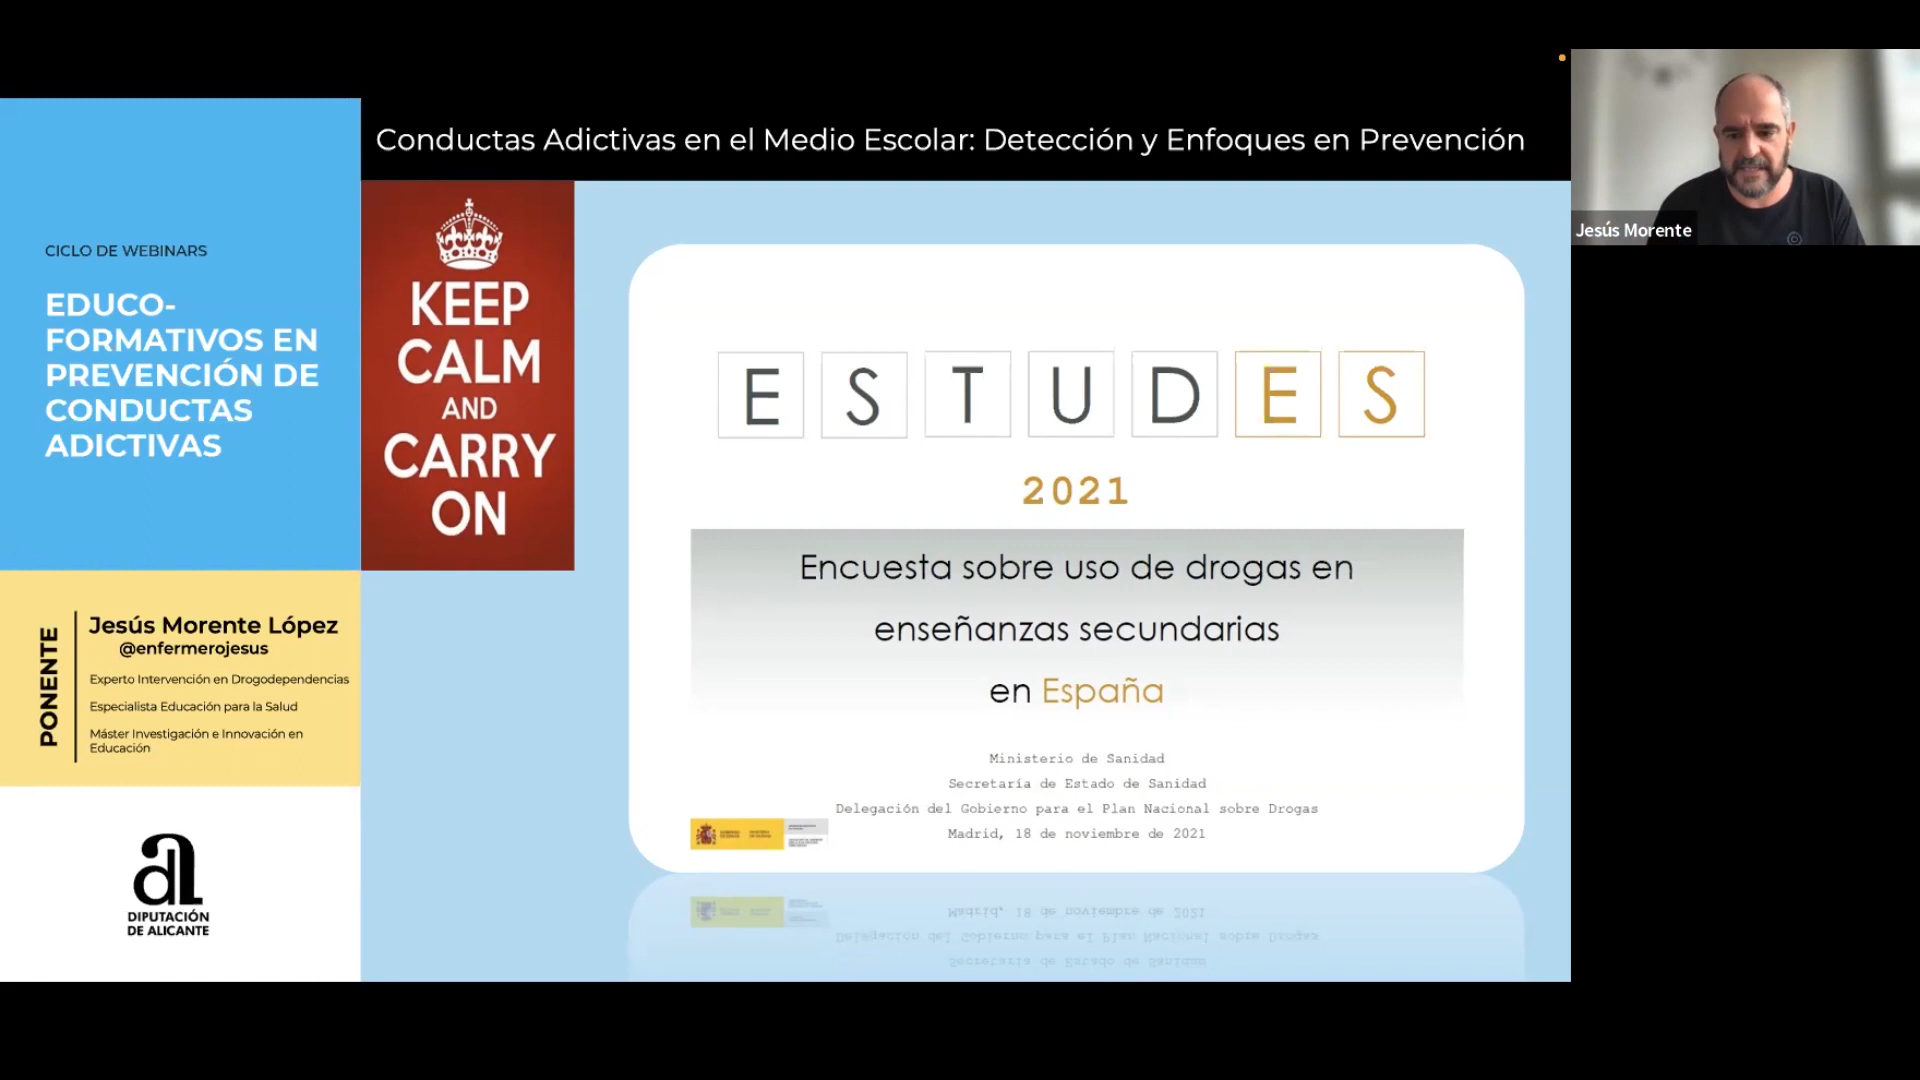 Conductas Adictivas en el Medio Escolar: Detección y Enfoques en Prevención
CICLO DE WEBINARS
EDUCO-
FORMATIVOS EN
PREVENCIÓN DE
CONDUCTAS
ADICTIVAS
KEEP
CALM
AND
CARRY
ON
PONENTE
Jesús Morente López
@enfermerojesus
Experto Intervención en Drogodependencias
Especialista Educación para la Salud
Máster Investigación e Innovación en
Educación
DIPUTACIÓN
DE ALICANTE
ESTUDES
2021
Encuesta sobre uso de drogas en
enseñanzas secundarias
en España
Ministerio de Sanidad
Secretaría de Estado de Sanidad
Delegación del Gobierno para el Plan Nacional sobre Drogas
Madrid, 18 de noviembre de 2021
Jesús Morente